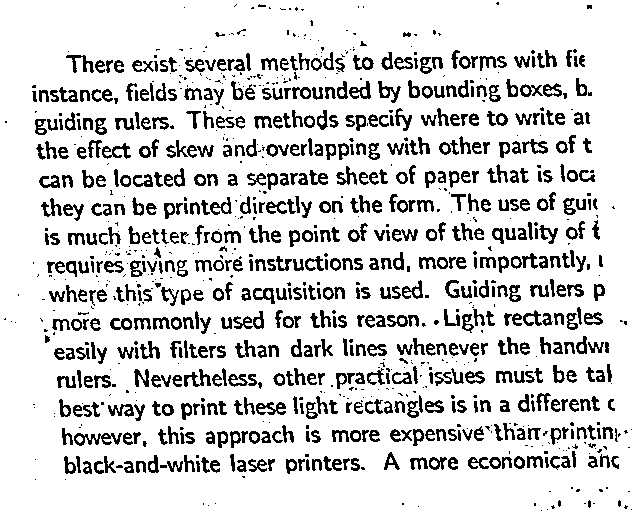 There exist several methods to design forms with fie
instance, fields may be surrounded by bounding boxes, b.
guiding rulers. These methods specify where to write a
the effect of skew and overlapping with other parts of t
can be located on a separate sheet of paper that is loca
they can be printed directly on the form. The use of gui
is much better from the point of view of the quality of t
requires giving more instructions and, more importantly,
where this type of acquisition is used. Guiding rulers p
more commonly used for this reason. Light rectangles
easily with filters than dark lines whenever the handw
rulers. Nevertheless, other practical issues must be tal
best way to print these light rectangles is in a different c
however, this approach is more expensive than printin
black-and-white laser printers. A more economical and